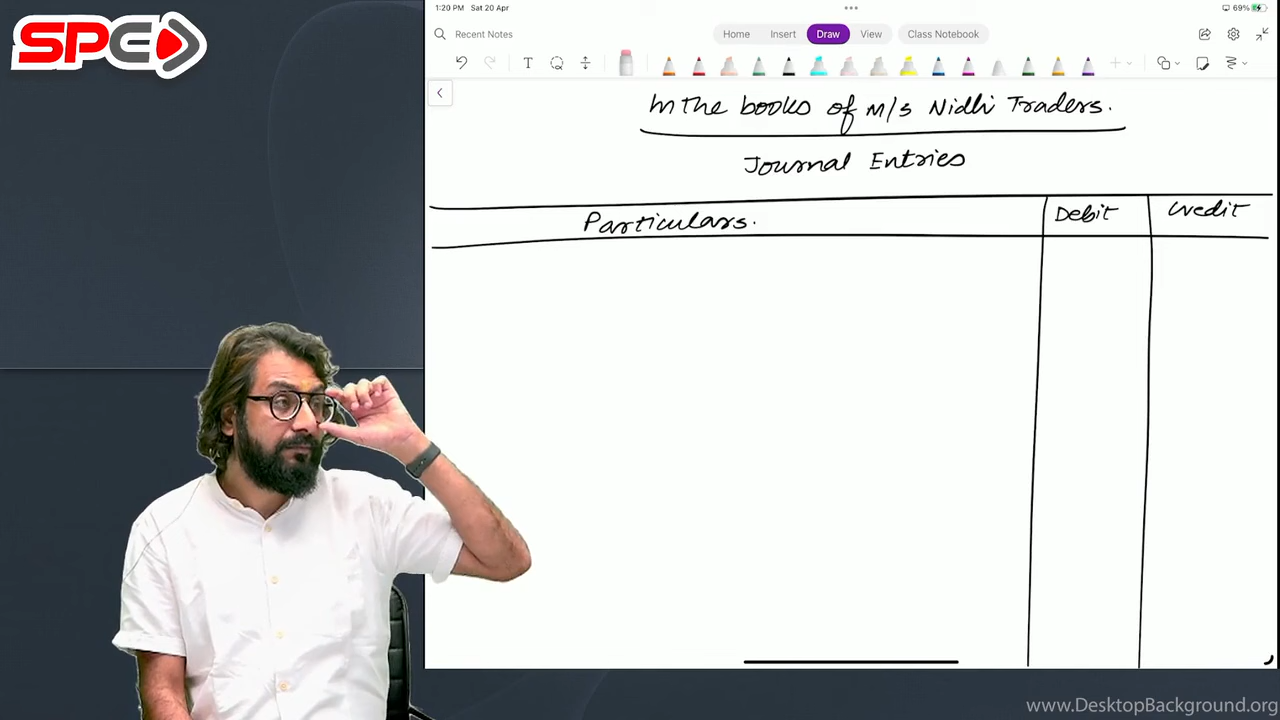 SPC
1:20 PM Sat 20 Apr
69%
Recent Notes
Home Insert Draw View Class Notebook
T
In the books of M/s Nidhi Traders.
Journal Entries
Particulars. Debit Credit
www.DesktopBackground.org